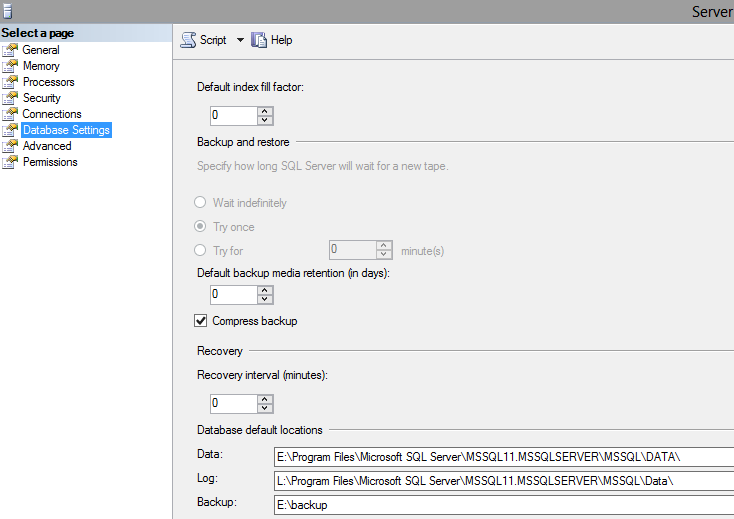 Server
Select a page
General
Memory
Processors
Security
Connections
Database Settings
Advanced
Permissions
Script Help
Default index fill factor:
0
Backup and restore
Specify how long SQL Server will wait for a new tape.
Wait indefinitely
Try once
Try for 0 minute(s)
Default backup media retention (in days):
0
Compress backup
Recovery
Recovery interval (minutes):
0
Database default locations
Data: E:\Program Files\Microsoft SQL Server\MSSQL11.MSSQLSERVER\MSSQL\DATA\
Log: L:\Program Files\Microsoft SQL Server\MSSQL11.MSSQLSERVER\MSSQL\Data\
Backup: E:\backup